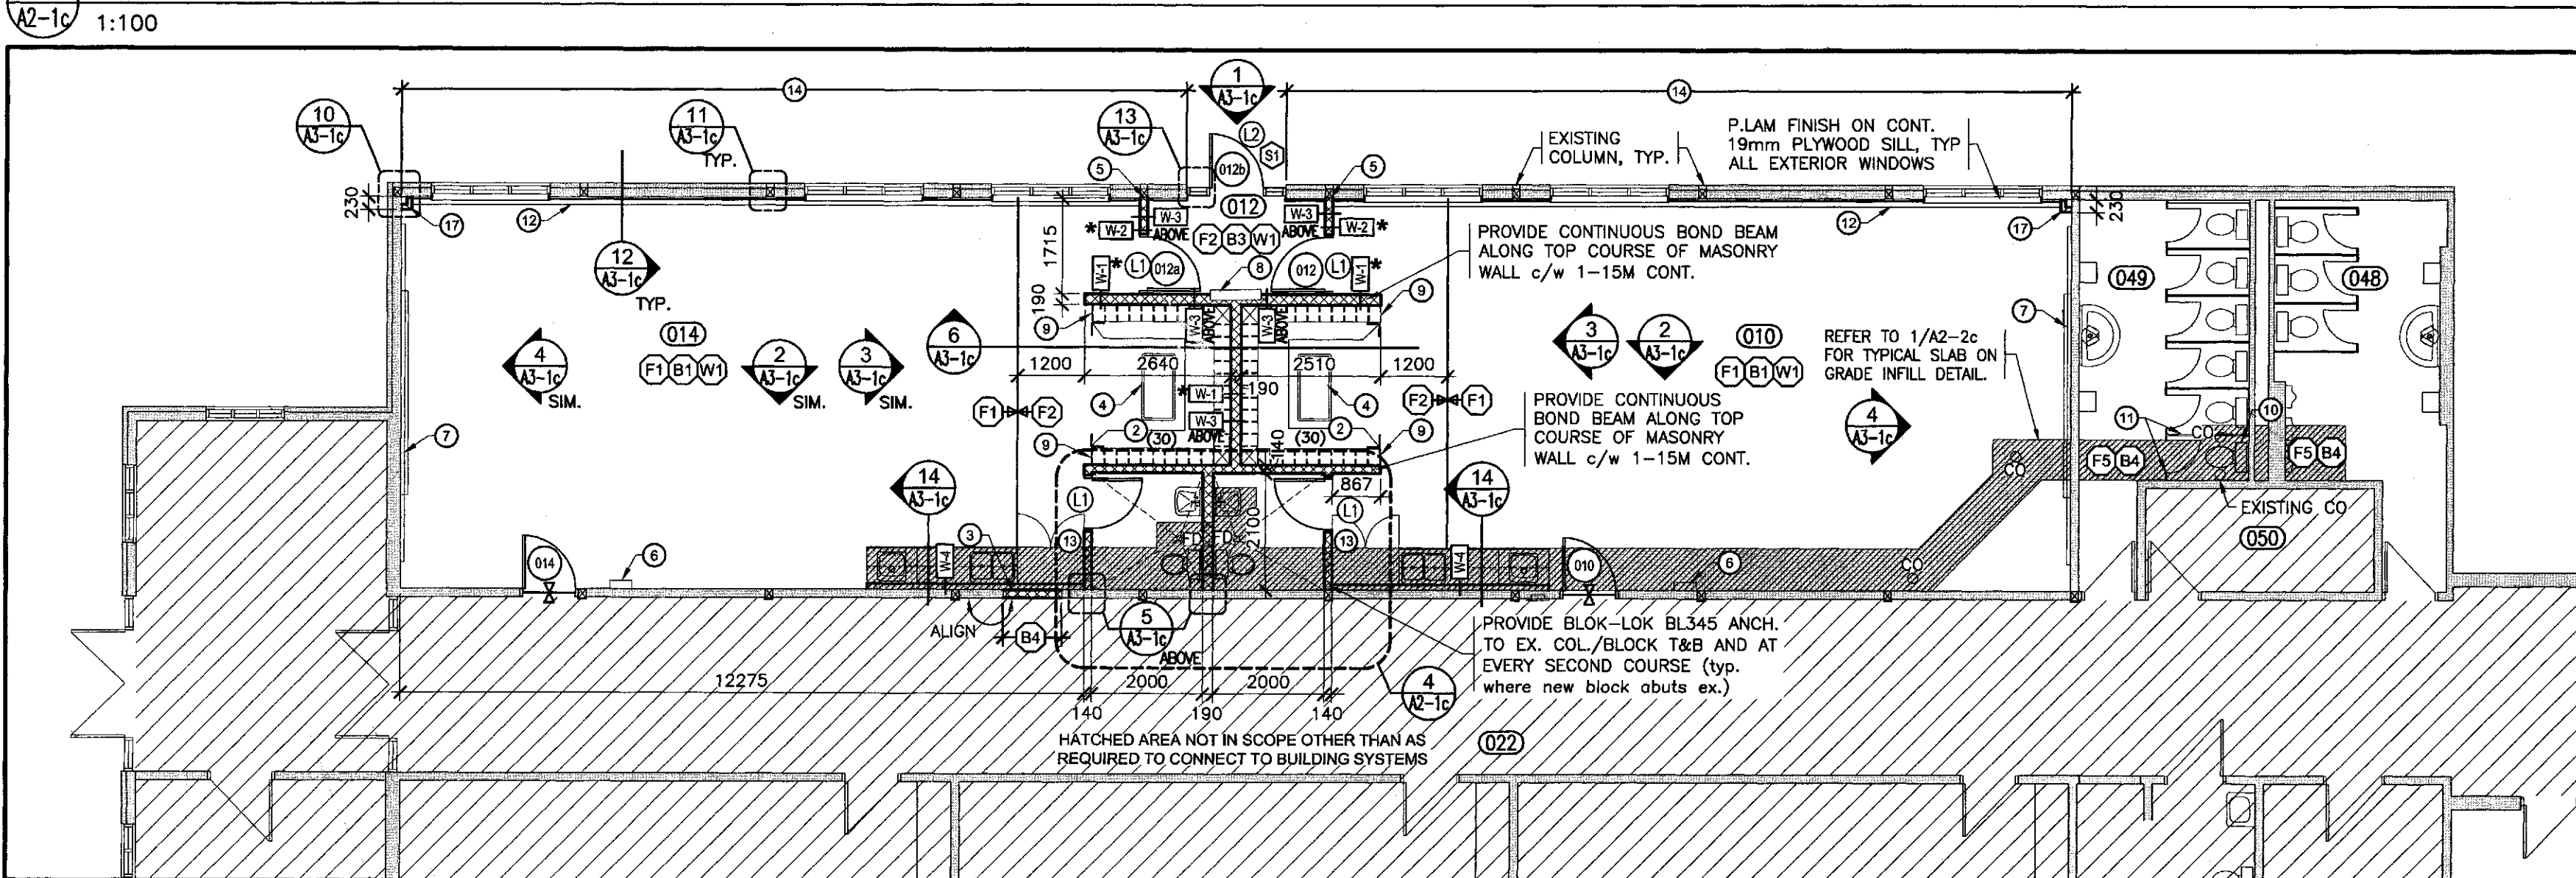 A2-1c
1:100
14
1
A3-1c
14
10
A3-1c
11
A3-1c
TYP.
13
A3-1c
L2
S1
012b
EXISTING
COLUMN, TYP.
P.LAM FINISH ON CONT.
19mm PLYWOOD SILL, TYP
ALL EXTERIOR WINDOWS
5
5
230
17
12
12
A3-1c
TYP.
1715
190
* W-2
W-3
ABOVE
012
F2 B3 W1
W-3
ABOVE
W-2 *
W-1 *
L1
012a
8
012
L1
W-1 *
PROVIDE CONTINUOUS BOND BEAM
ALONG TOP COURSE OF MASONRY
WALL c/w 1-15M CONT.
12
17
230
049
048
9
9
W-3
ABOVE
W-3
ABOVE
014
F1 B1 W1
4
A3-1c
SIM.
2
A3-1c
SIM.
3
A3-1c
SIM.
6
A3-1c
3
A3-1c
2
A3-1c
010
F1 B1 W1
REFER TO 1/A2-2c
FOR TYPICAL SLAB ON
GRADE INFILL DETAIL.
7
7
1200
2640
190
2510
1200
F1 F2
F2 F1
4
* W-1
4
W-3
ABOVE
2
(30)
2
(30)
9
9
1140
PROVIDE CONTINUOUS
BOND BEAM ALONG TOP
COURSE OF MASONRY
WALL c/w 1-15M CONT.
4
A3-1c
11
CO
10
F5 B4
F5 B4
CO
EXISTING CO
050
14
A3-1c
14
A3-1c
867
L1
L1
2100
3
13
13
FD
FD
W-4
W-4
014
6
010
6
CO
ALIGN
B4
5
A3-1c
ABOVE
PROVIDE BLOK-LOK BL345 ANCH.
TO EX. COL./BLOCK T&B AND AT
EVERY SECOND COURSE (typ.
where new block abuts ex.)
12275
2000
2000
140
190
140
4
A2-1c
HATCHED AREA NOT IN SCOPE OTHER THAN AS
REQUIRED TO CONNECT TO BUILDING SYSTEMS
022